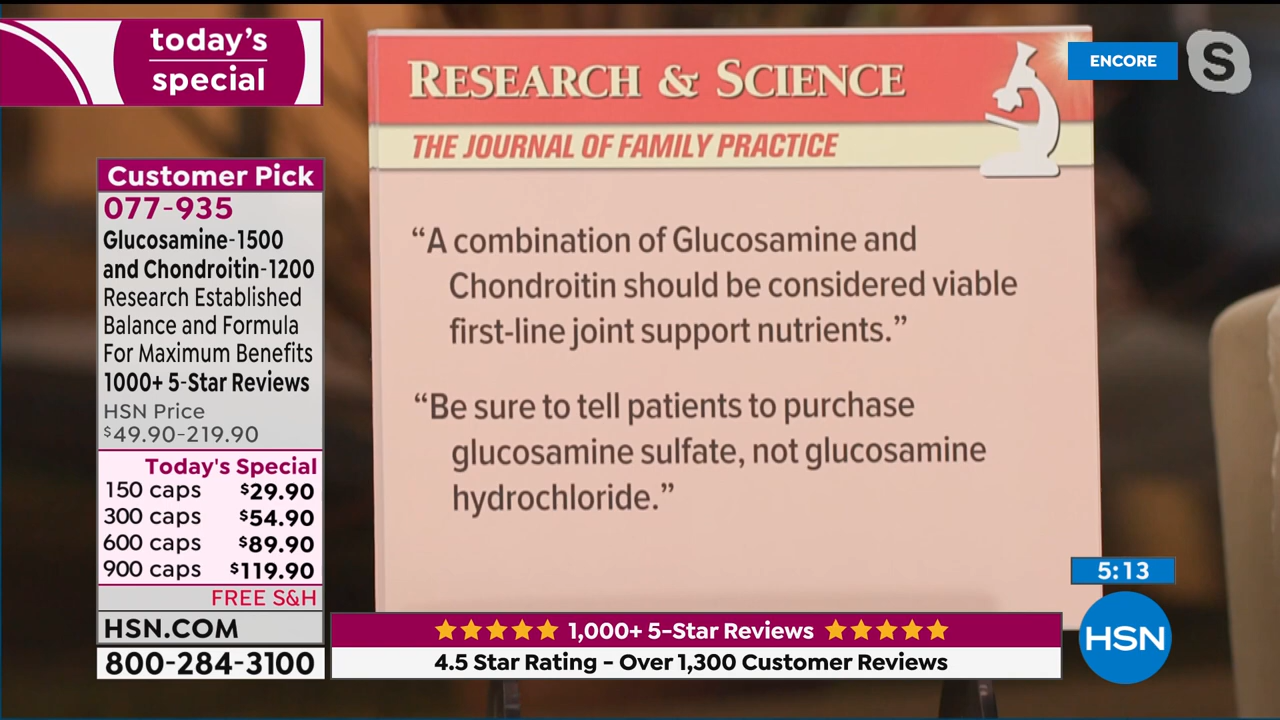 today's
special
Customer Pick
077-935
Glucosamine-1500
and Chondroitin-1200
Research Established
Balance and Formula
For Maximum Benefits
1000+ 5-Star Reviews
HSN Price
$49.90-219.90
Today's Special
150 caps $29.90
300 caps $54.90
600 caps $89.90
900 caps $119.90
FREE S&H
HSN.COM
800-284-3100
RESEARCH & SCIENCE
THE JOURNAL OF FAMILY PRACTICE
“A combination of Glucosamine and
Chondroitin should be considered viable
first-line joint support nutrients.”
“Be sure to tell patients to purchase
glucosamine sulfate, not glucosamine
hydrochloride.”
ENCORE
S
5:13
HSN
1,000+ 5-Star Reviews
4.5 Star Rating - Over 1,300 Customer Reviews